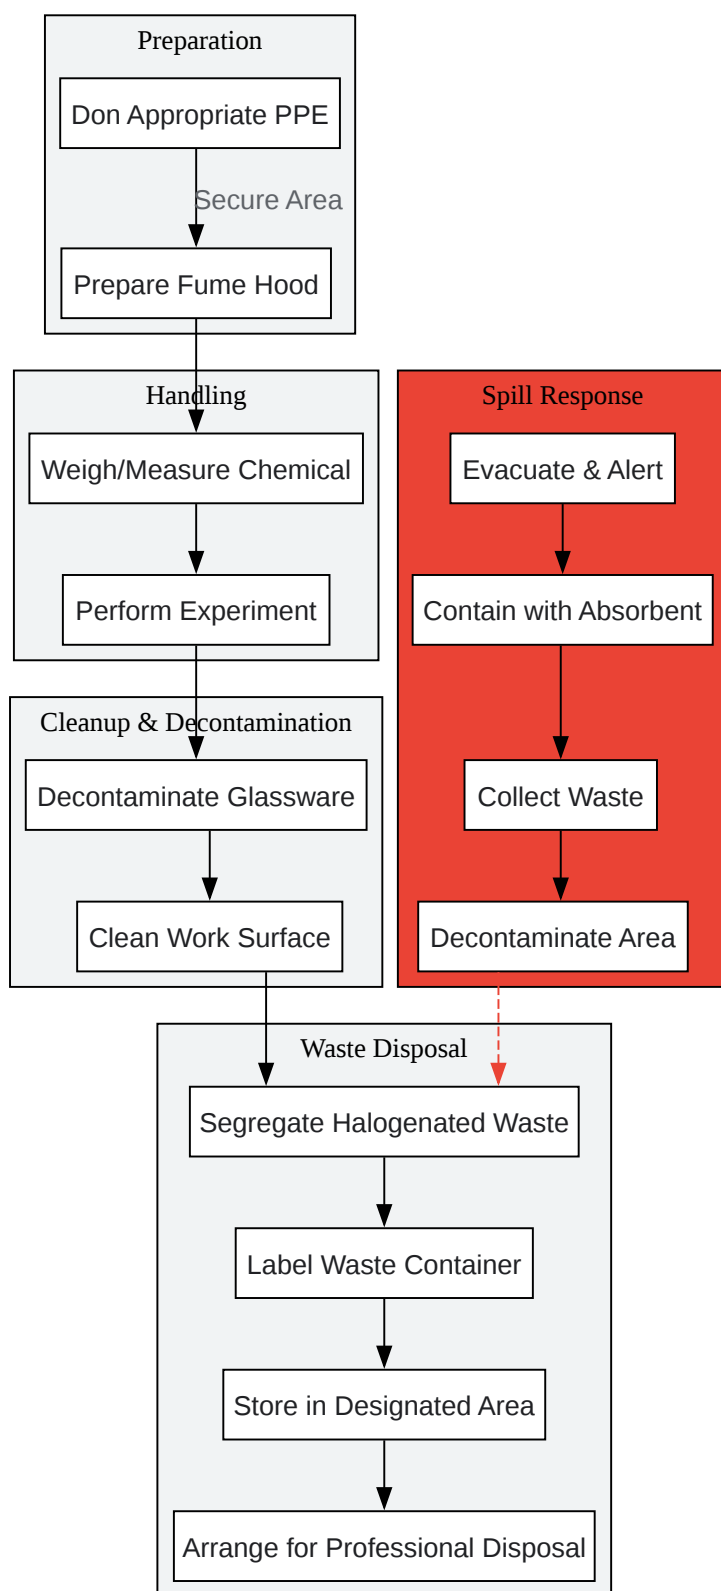 Preparation
Don Appropriate PPE
Secure Area
Prepare Fume Hood
Handling
Weigh/Measure Chemical
Perform Experiment
Cleanup & Decontamination
Decontaminate Glassware
Clean Work Surface
Spill Response
Evacuate & Alert
Contain with Absorbent
Collect Waste
Decontaminate Area
Waste Disposal
Segregate Halogenated Waste
Label Waste Container
Store in Designated Area
Arrange for Professional Disposal